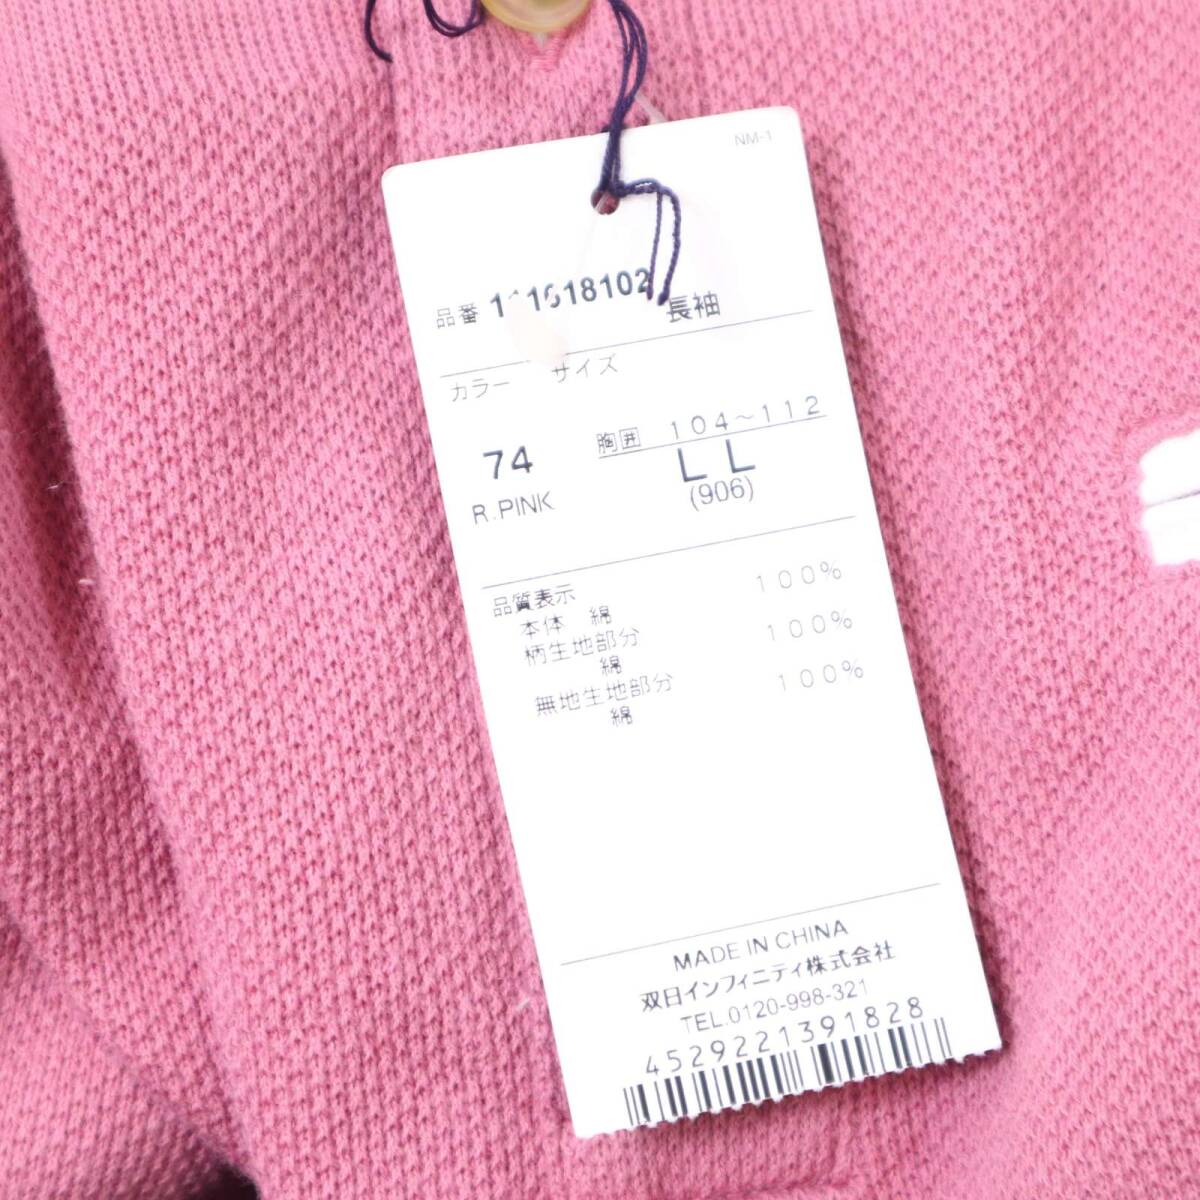 NM-1
品番 111618102
長袖
カラー サイズ
胸囲 104～112
74 LL
R.PINK (906)
品質表示
本体 綿 100%
柄生地部分
綿 100%
無地生地部分
綿 100%
MADE IN CHINA
双日インフィニティ株式会社
TEL.0120-998-321
4529221391828